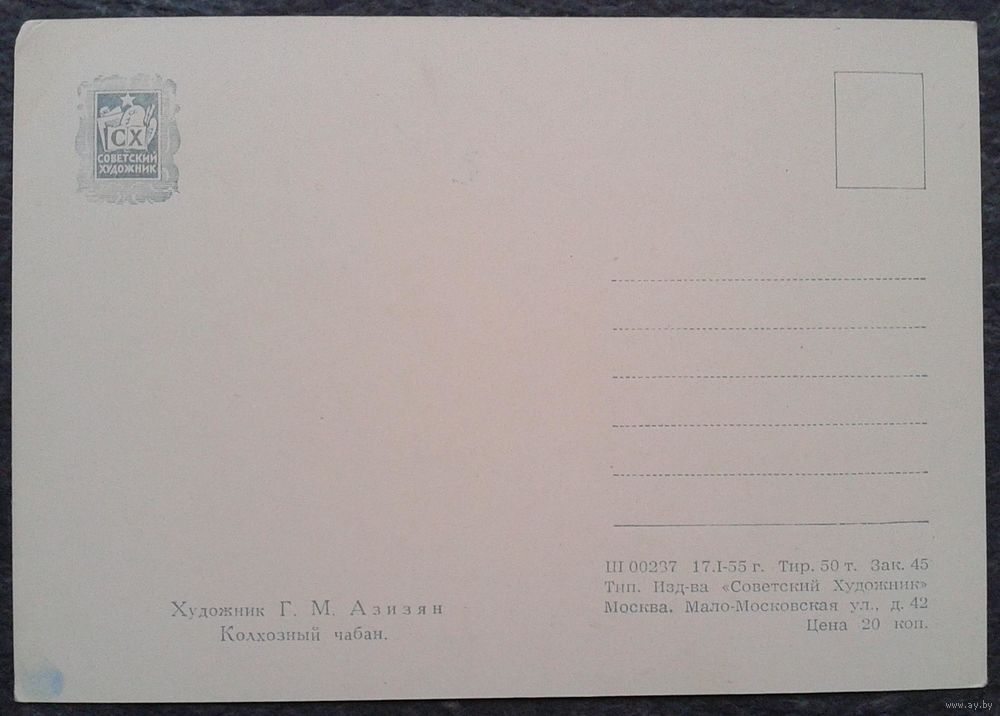 СХ
СОВЕТСКИЙ
ХУДОЖНИК
Художник Г. М. Азизян
Колхозный чабан.
Ш 00237 17.I-55 г. Тир. 50 т. Зак. 45
Тип. Изд-ва «Советский Художник»
Москва, Мало-Московская ул., д. 42
Цена 20 коп.
www.ay.by